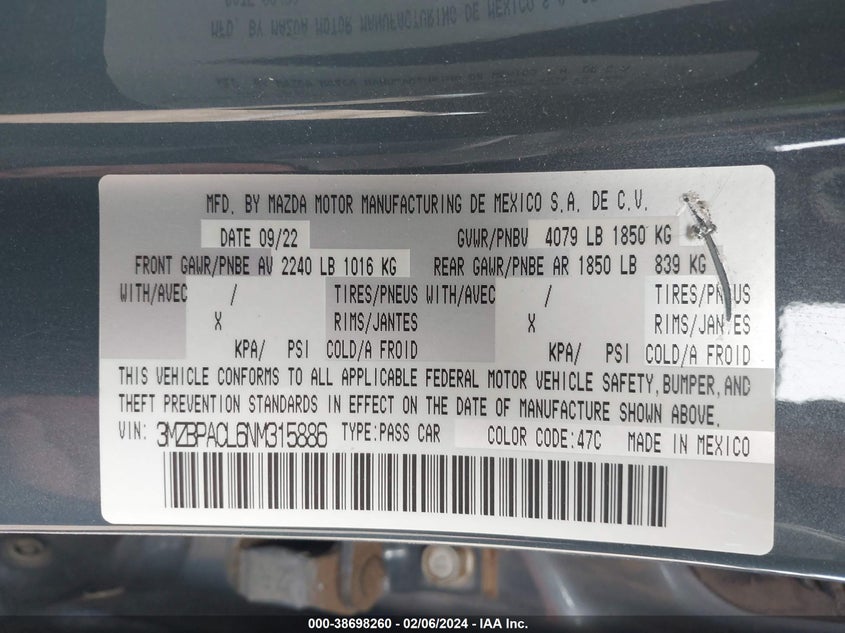 MFD. BY MAZDA MOTOR MANUFACTURING DE MEXICO S.A. DE C.V.
DATE 09/22 GVWR/PNBV 4079 LB 1850 KG
FRONT GAWR/PNBE AV 2240 LB 1016 KG REAR GAWR/PNBE AR 1850 LB 839 KG
WITH/AVEC / TIRES/PNEUS WITH/AVEC / TIRES/PNEUS
X RIMS/JANTES X RIMS/JANTES
KPA/ PSI COLD/A FROID KPA/ PSI COLD/A FROID
THIS VEHICLE CONFORMS TO ALL APPLICABLE FEDERAL MOTOR VEHICLE SAFETY, BUMPER, AND
THEFT PREVENTION STANDARDS IN EFFECT ON THE DATE OF MANUFACTURE SHOWN ABOVE.
VIN: 3MZBPACL6NM315886 TYPE:PASS CAR COLOR CODE:47C MADE IN MEXICO
000-38698260 - 02/06/2024 - IAA Inc.